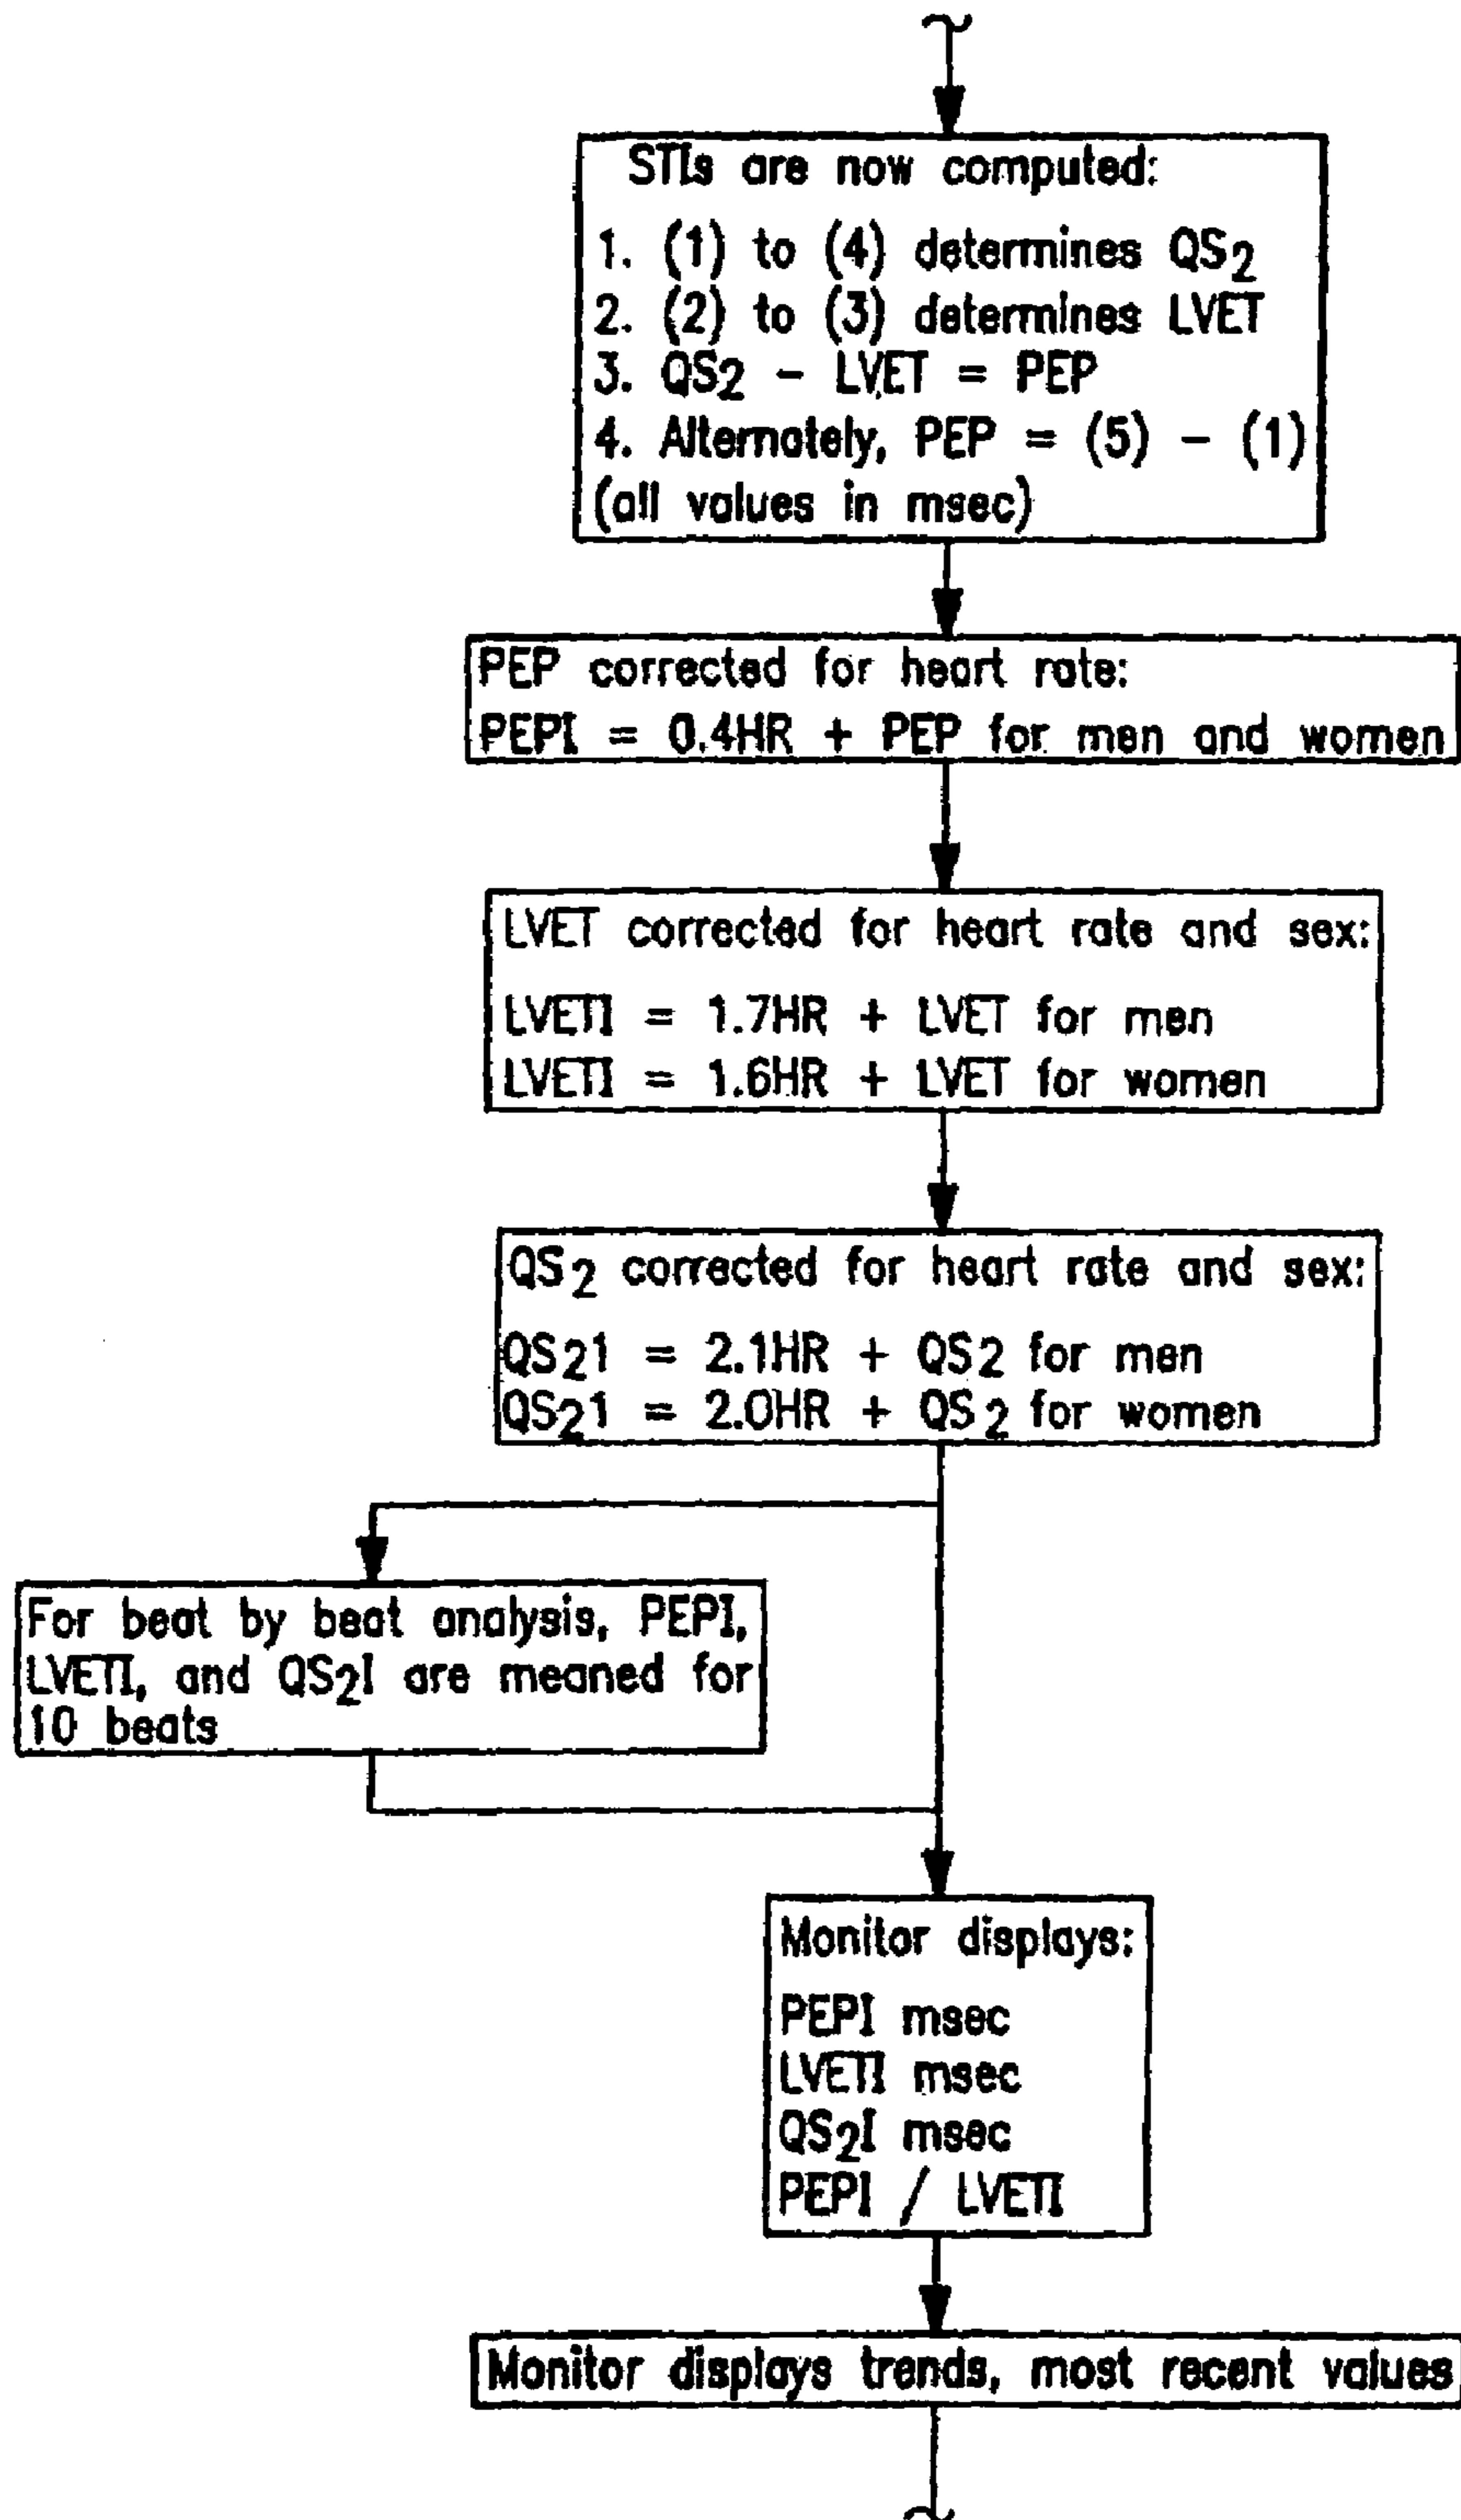 STIs are now computed:
1. (1) to (4) determines QS2
2. (2) to (3) determines LVET
3. QS2 - LVET = PEP
4. Alternately, PEP = (5) - (1)
(all values in msec)
PEP corrected for heart rate:
PEPI = 0.4HR + PEP for men and women
LVET corrected for heart rate and sex:
LVETI = 1.7HR + LVET for men
LVETI = 1.6HR + LVET for women
QS2 corrected for heart rate and sex:
QS21 = 2.1HR + QS2 for men
QS21 = 2.0HR + QS2 for women
For beat by beat analysis, PEPI,
LVETI, and QS2I are meaned for
10 beats
Monitor displays:
PEPI msec
LVETI msec
QS2I msec
PEPI / LVETI
Monitor displays trends, most recent values